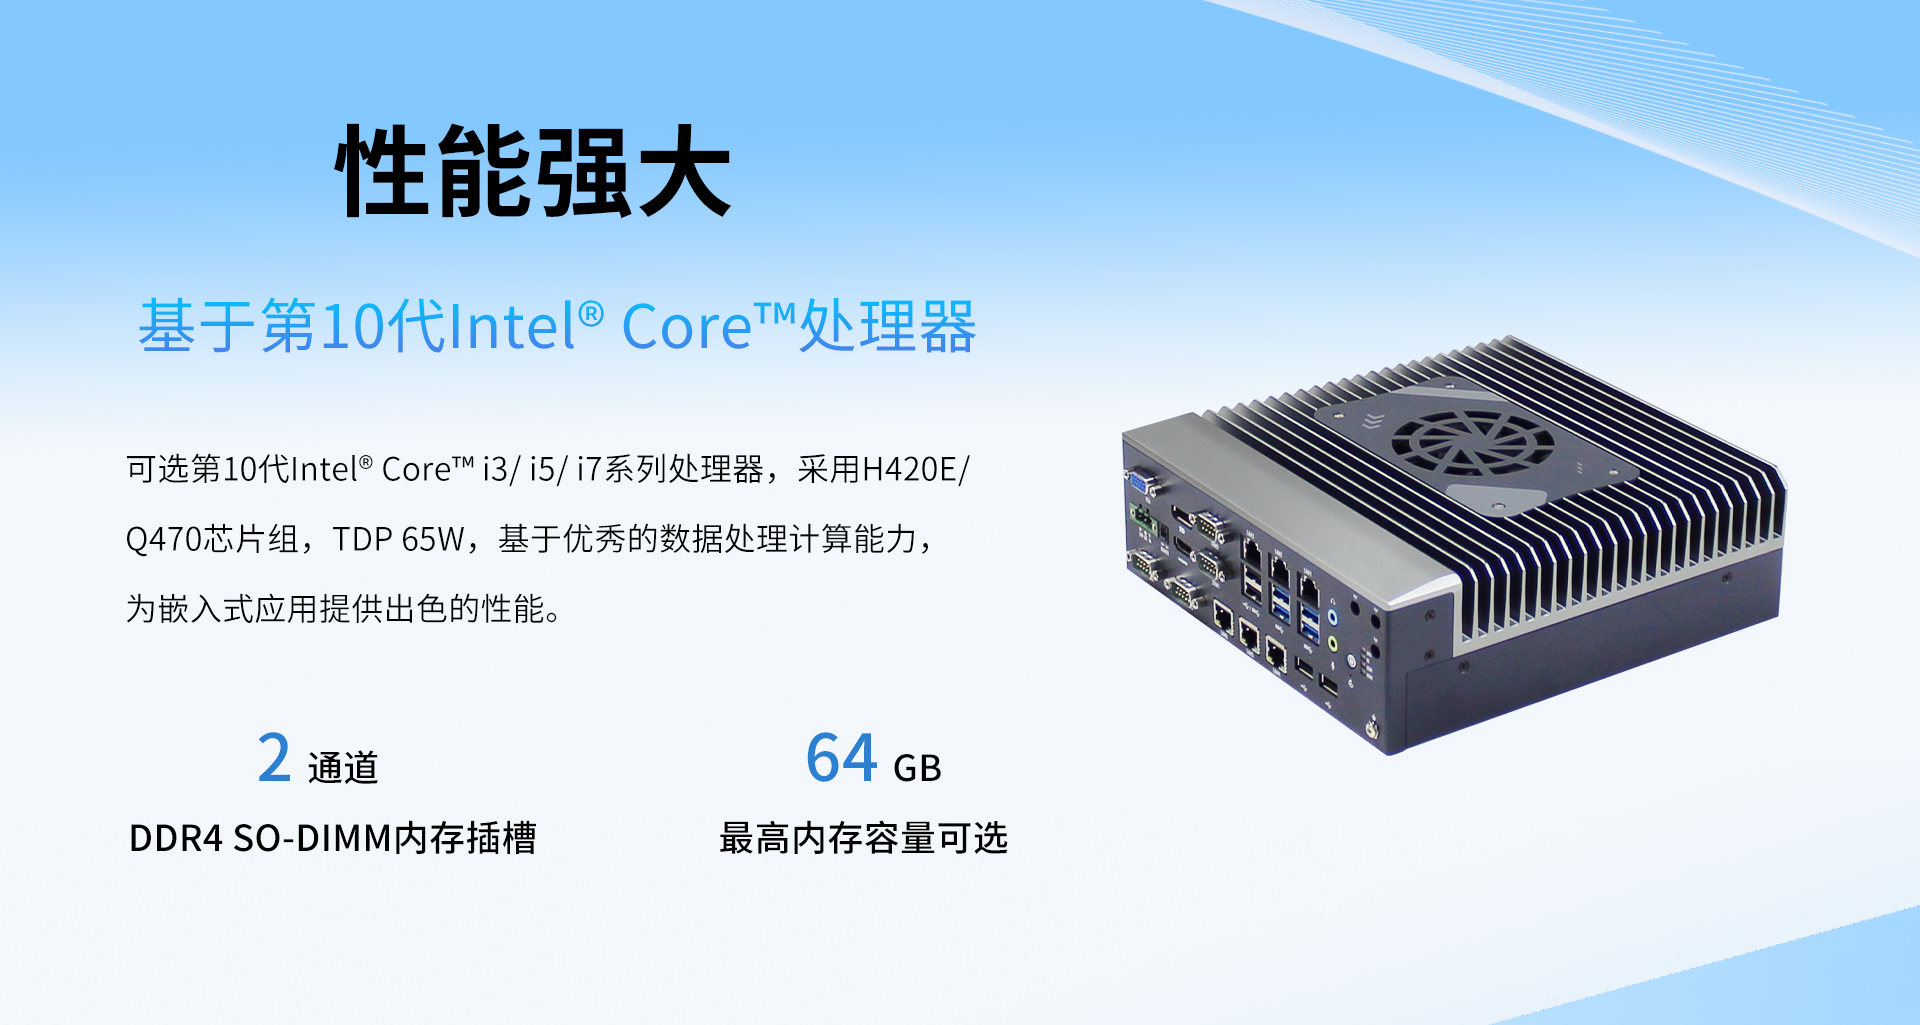 性能强大
基于第10代Intel® Core™处理器
可选第10代Intel® Core™ i3/ i5/ i7系列处理器，采用H420E/
Q470芯片组，TDP 65W，基于优秀的数据处理计算能力，
为嵌入式应用提供出色的性能。
2 通道
DDR4 SO-DIMM内存插槽
64 GB
最高内存容量可选